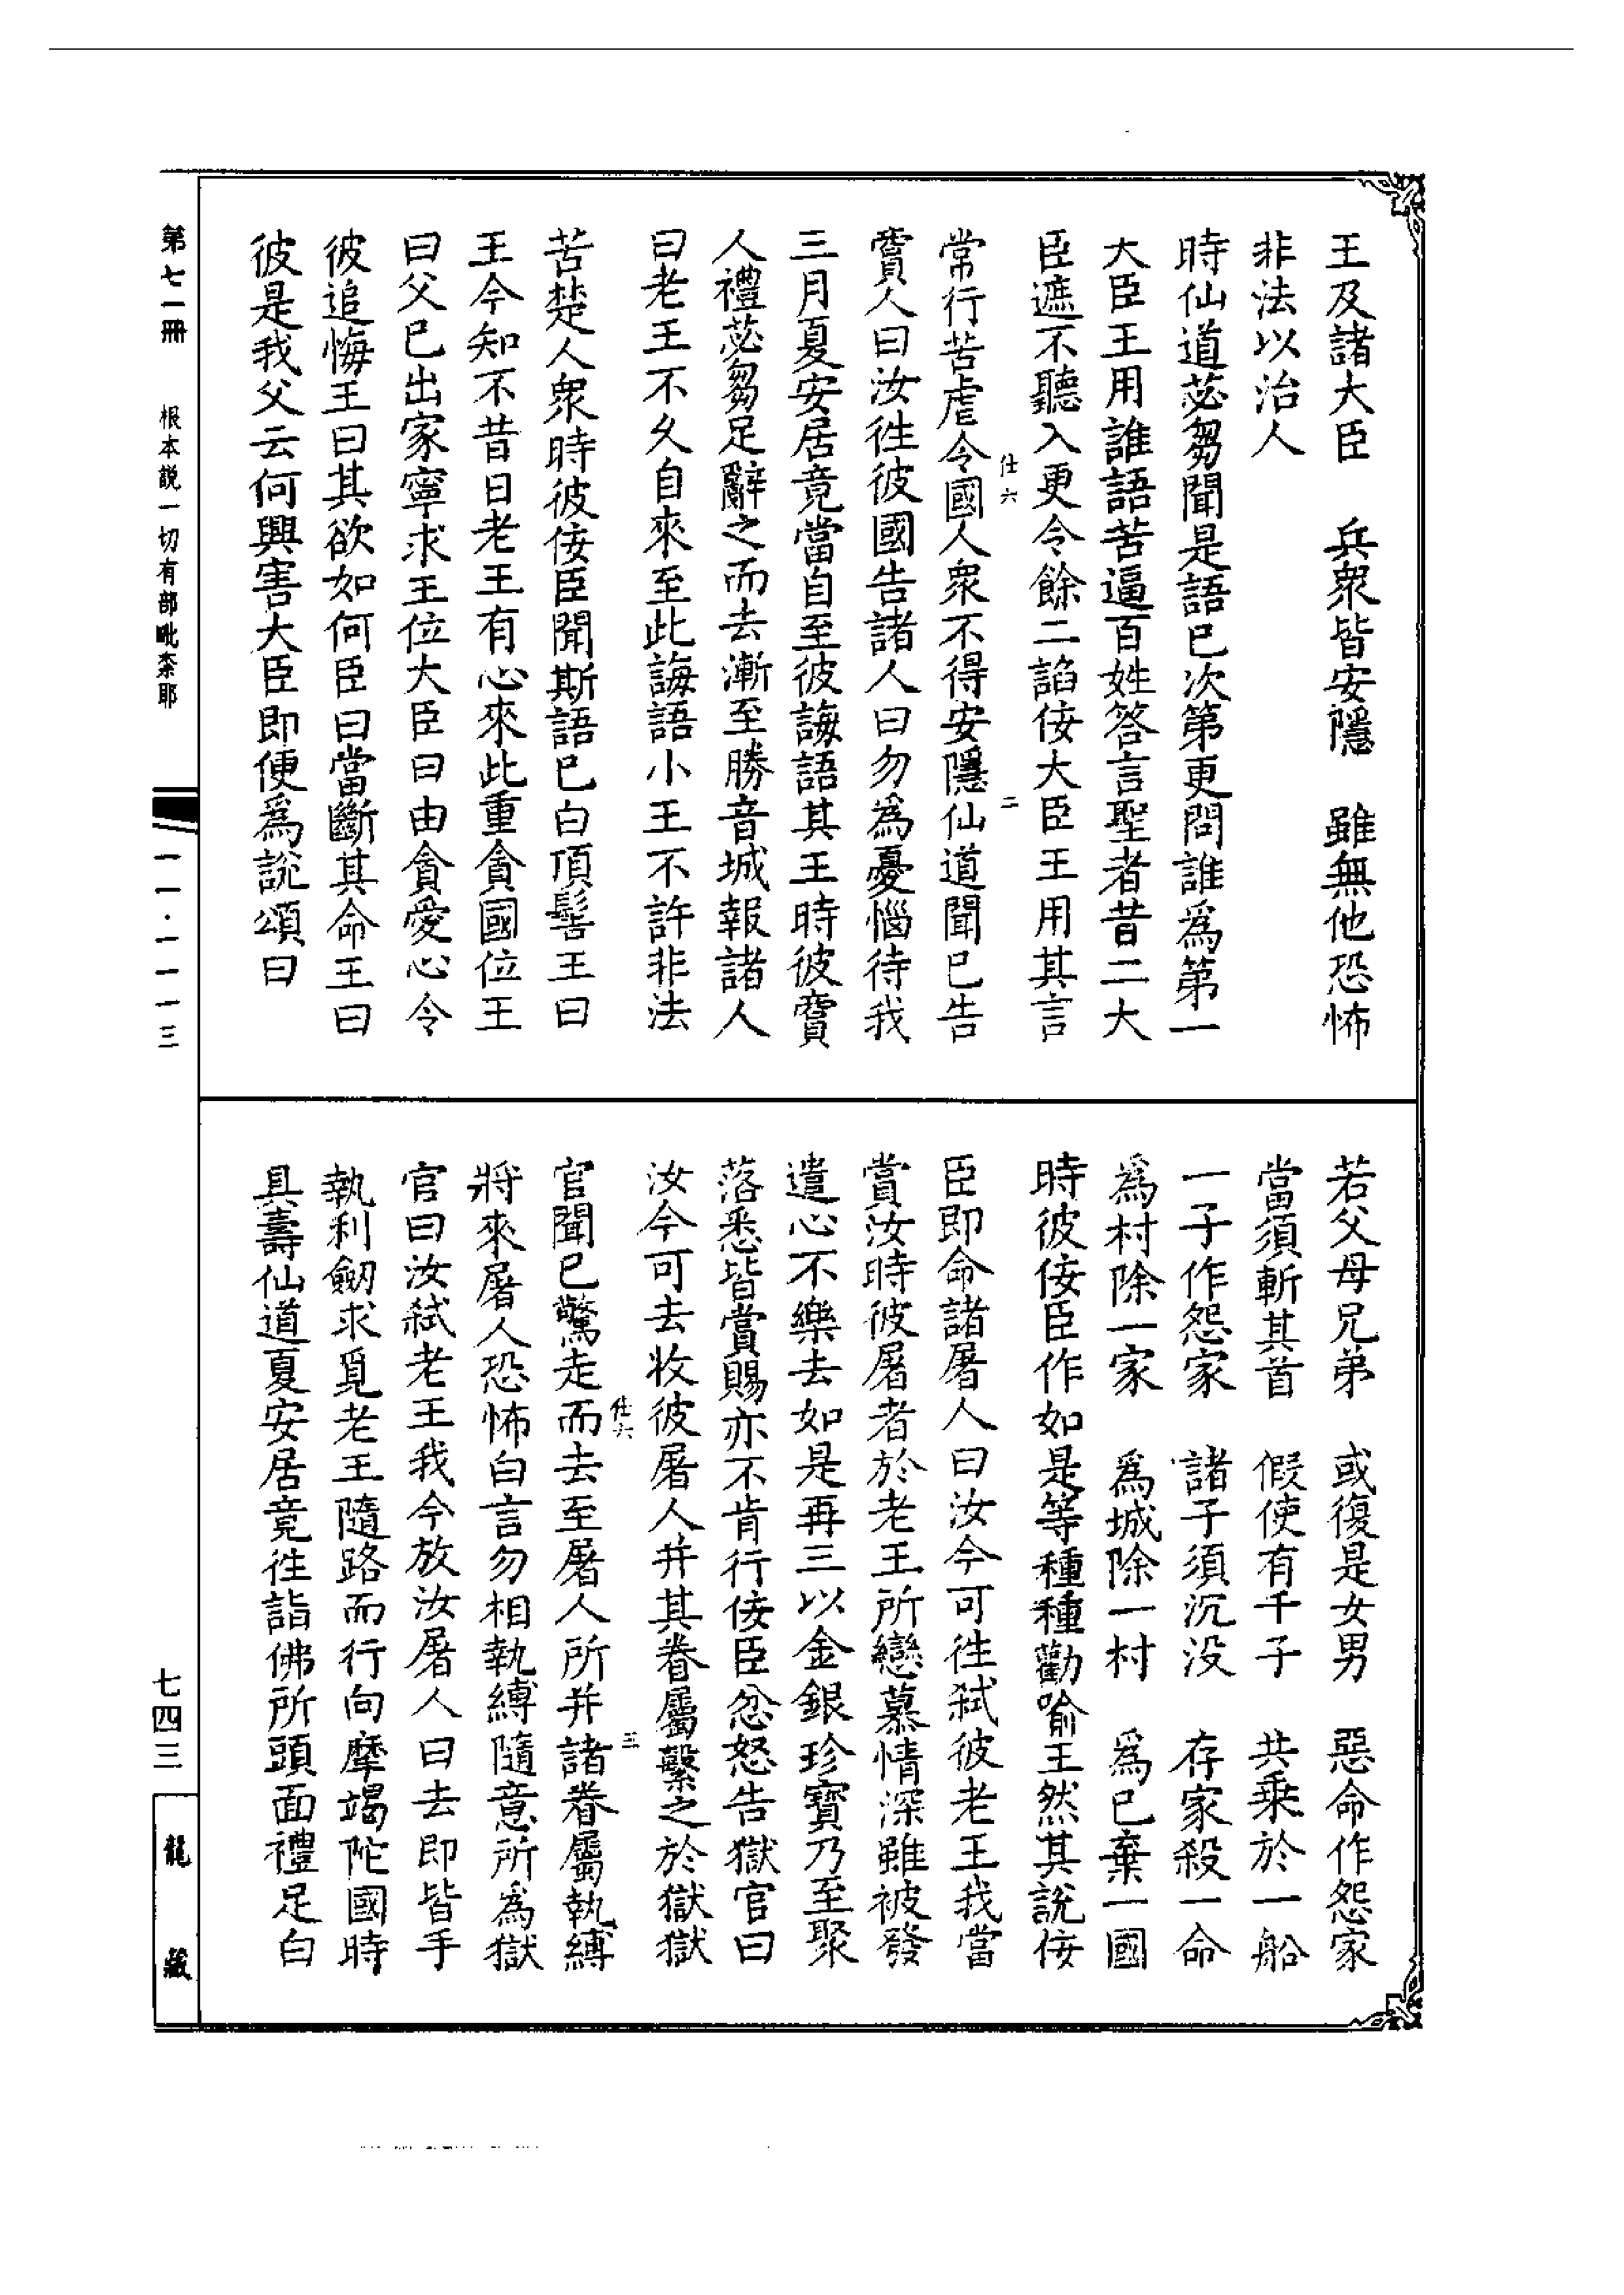 王及諸大臣　兵衆皆安隱　雖無他恐怖
非法以治人
時仙道苾芻聞是語已次第更問誰爲第一
大臣王用誰語苦逼百姓答言聖者昔二大
臣遮不聽入更令餘二諂佞大臣王用其言
常行苦虐令國人衆不得安隱仙道聞已告
賓人曰汝徃彼國告諸人曰勿爲憂惱待我
三月夏安居竟當自至彼誨語其王時彼賓
人禮苾芻足辭之而去漸至勝音城報諸人
曰老王不久自來至此誨語小王不許非法
苦楚人衆時彼佞臣聞斯語已白頂髻王曰
王今知不昔日老王有心來此重貪國位王
曰父已出家寧求王位大臣曰由貪愛心令
彼追悔王曰其欲如何臣曰當斷其命王曰
彼是我父云何興害大臣即便爲說頌曰
仕六
二
若父母兄弟　或復是女男　惡命作怨家
當須斬其首　假使有千子　共乗於一船
一子作怨家　諸子須沉没　存家殺一命
爲村除一家　爲城除一村　爲已棄一國
時彼佞臣作如是等種種勸喻王然其說佞
臣即命諸屠人曰汝今可徃弑彼老王我當
賞汝時彼屠者於老王所戀慕情深雖被發
遣心不樂去如是再三以金銀珍寶乃至聚
落悉皆賞賜亦不肯行佞臣忿怒告獄官曰
汝今可去收彼屠人并其眷屬繫之於獄獄
官聞已驚走而去至屠人所并諸眷屬執縛
將來屠人恐怖白言勿相執縛隨意所爲獄
官曰汝弑老王我今放汝屠人曰去即皆手
執利劒求覓老王隨路而行向摩竭陀國時
具壽仙道夏安居竟徃詣佛所頭面禮足白
仕六
三
第七一冊　根本說一切有部毗柰耶
一一·一一一三
七四三
龍藏